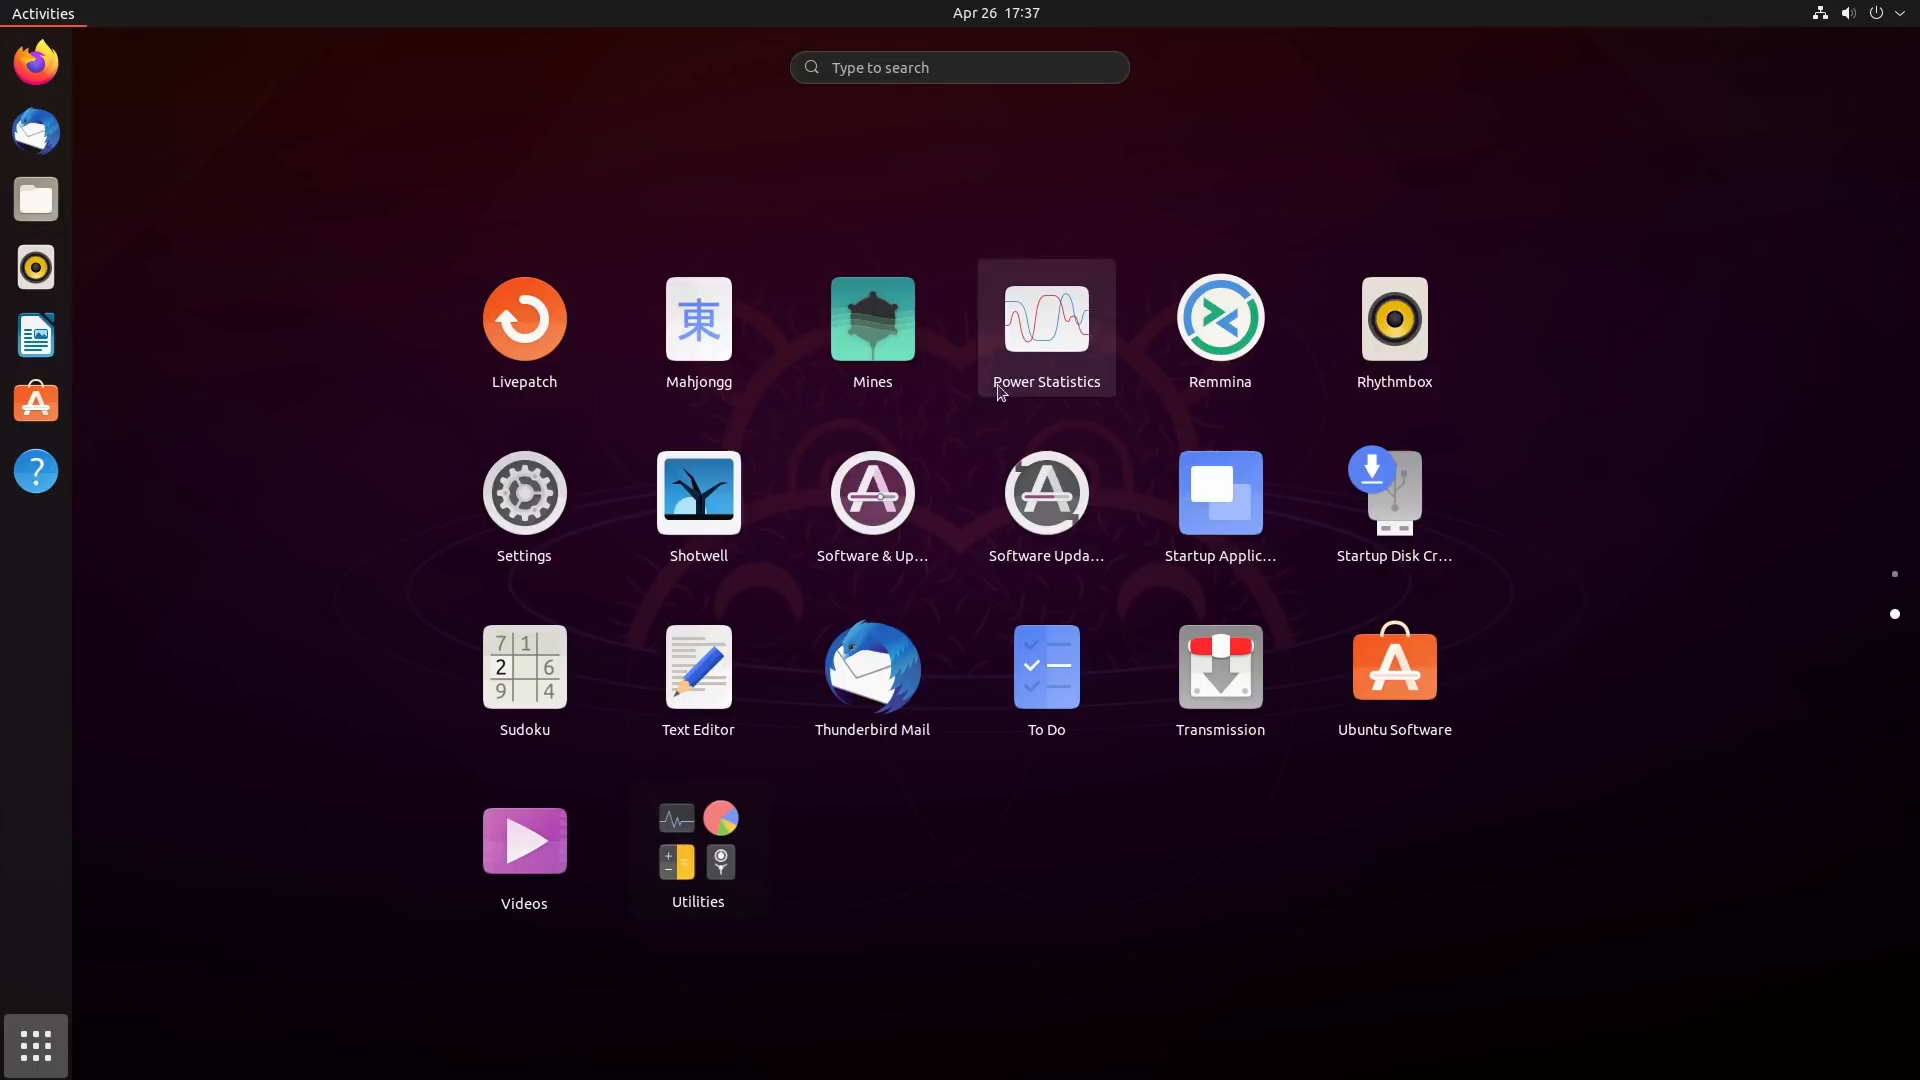 Activities
Apr 26 17:37
Type to search
Livepatch
東
Mahjongg
Mines
Power Statistics
Remmina
Rhythmbox
Settings
Shotwell
Software & Up...
Software Upda...
Startup Applic...
Startup Disk Cr...
7 1
2 6
9 4
Sudoku
Text Editor
Thunderbird Mail
To Do
Transmission
Ubuntu Software
Videos
Utilities